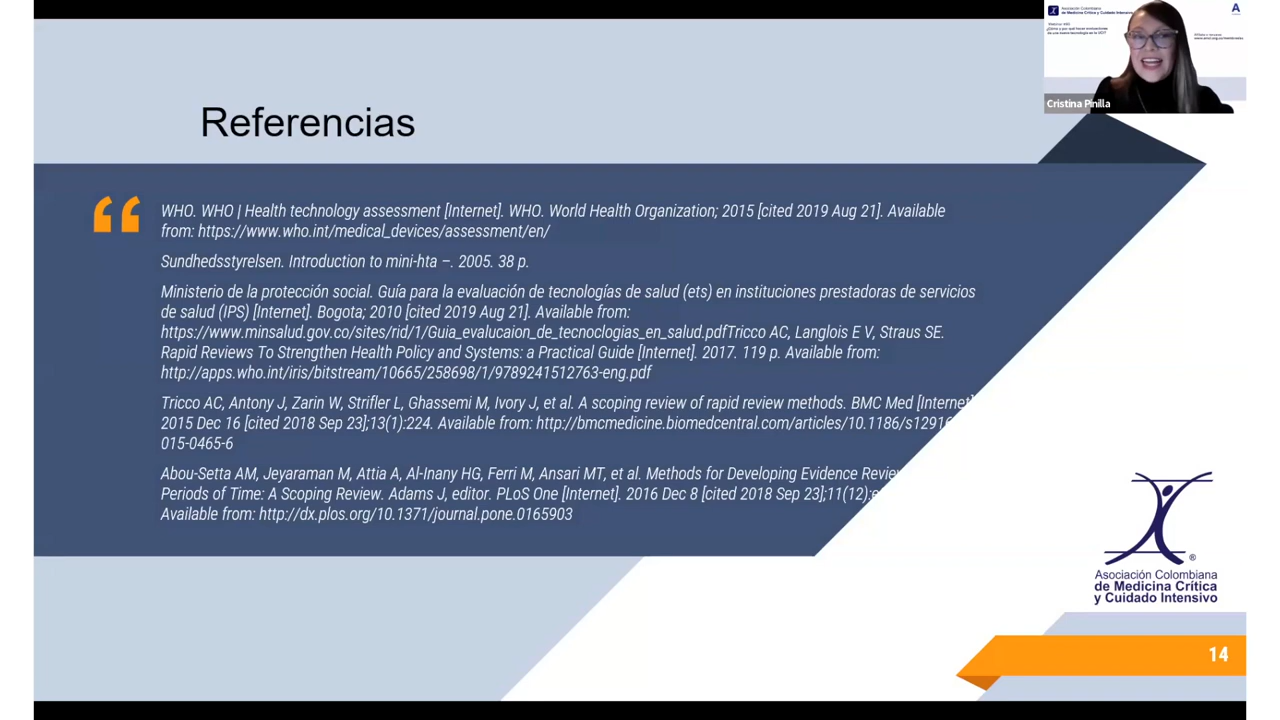 Asociación Colombiana
de Medicina Crítica y Cuidado Intensivo
A
Cristina Pinilla
Referencias
WHO. WHO | Health technology assessment [Internet]. WHO. World Health Organization; 2015 [cited 2019 Aug 21]. Available
from: https://www.who.int/medical_devices/assessment/en/
Sundhedsstyrelsen. Introduction to mini-hta –. 2005. 38 p.
Ministerio de la protección social. Guía para la evaluación de tecnologías de salud (ets) en instituciones prestadoras de servicios
de salud (IPS) [Internet]. Bogota; 2010 [cited 2019 Aug 21]. Available from:
https://www.minsalud.gov.co/sites/rid/1/Guia_evalucaion_de_tecnoclogias_en_salud.pdfTricco AC, Langlois E V, Straus SE.
Rapid Reviews To Strengthen Health Policy and Systems: a Practical Guide [Internet]. 2017. 119 p. Available from:
http://apps.who.int/iris/bitstream/10665/258698/1/9789241512763-eng.pdf
Tricco AC, Antony J, Zarin W, Strifler L, Ghassemi M, Ivory J, et al. A scoping review of rapid review methods. BMC Med [Internet]
2015 Dec 16 [cited 2018 Sep 23];13(1):224. Available from: http://bmcmedicine.biomedcentral.com/articles/10.1186/s1291
015-0465-6
Abou-Setta AM, Jeyaraman M, Attia A, Al-Inany HG, Ferri M, Ansari MT, et al. Methods for Developing Evidence
Periods of Time: A Scoping Review. Adams J, editor. PLoS One [Internet]. 2016 Dec 8 [cited 2018 Sep 23];11(12):
Available from: http://dx.plos.org/10.1371/journal.pone.0165903
Asociación Colombiana
de Medicina Crítica
y Cuidado Intensivo
®
14